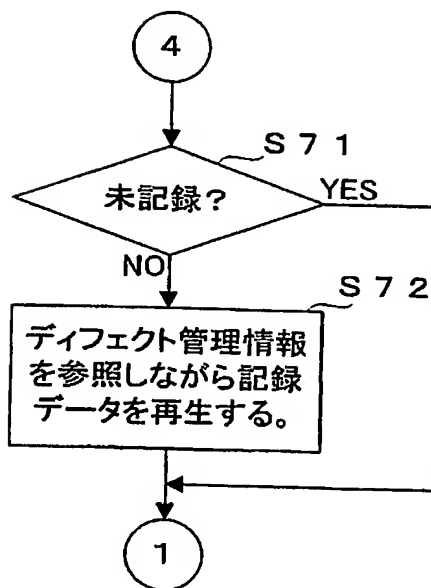 4
S71
未記録?
YES
NO
S72
ディフェクト管理情報
を参照しながら記録
データを再生する。
1